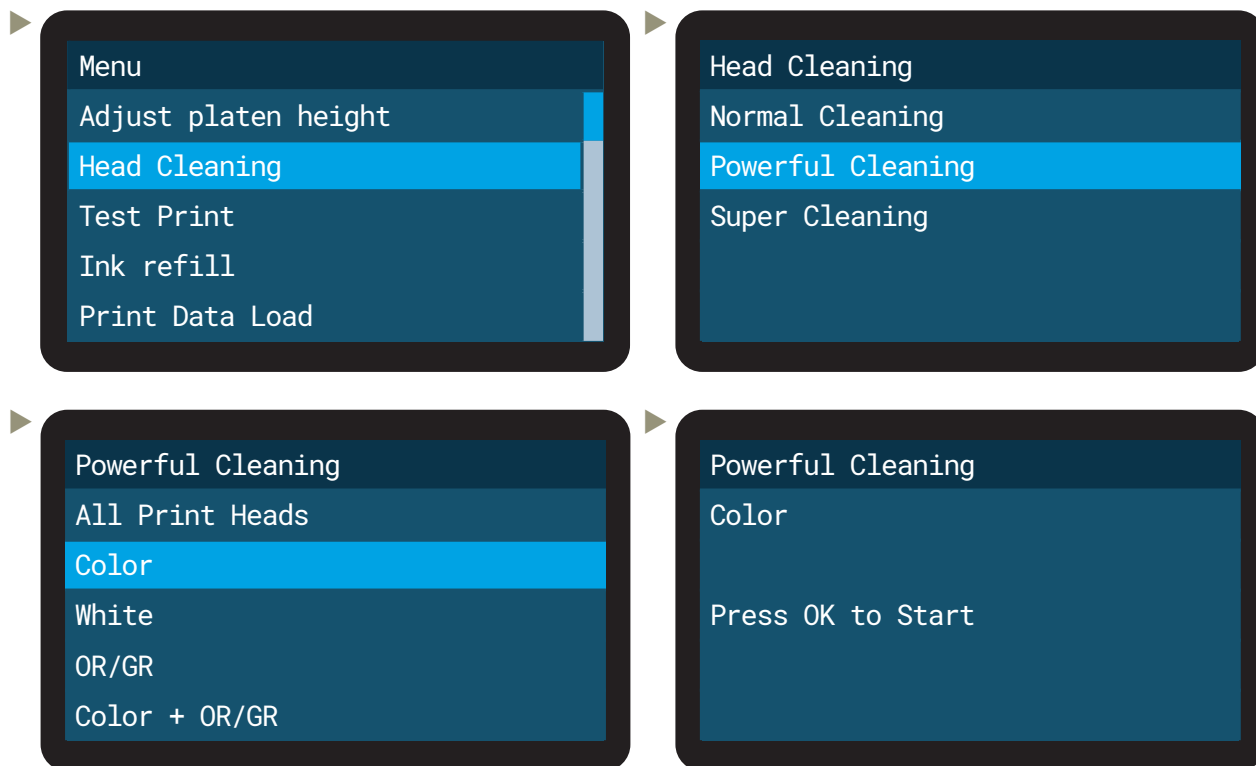 Menu
Adjust platen height
Head Cleaning
Test Print
Ink refill
Print Data Load
Head Cleaning
Normal Cleaning
Powerful Cleaning
Super Cleaning
Powerful Cleaning
All Print Heads
Color
White
OR/GR
Color + OR/GR
Powerful Cleaning
Color
Press OK to Start